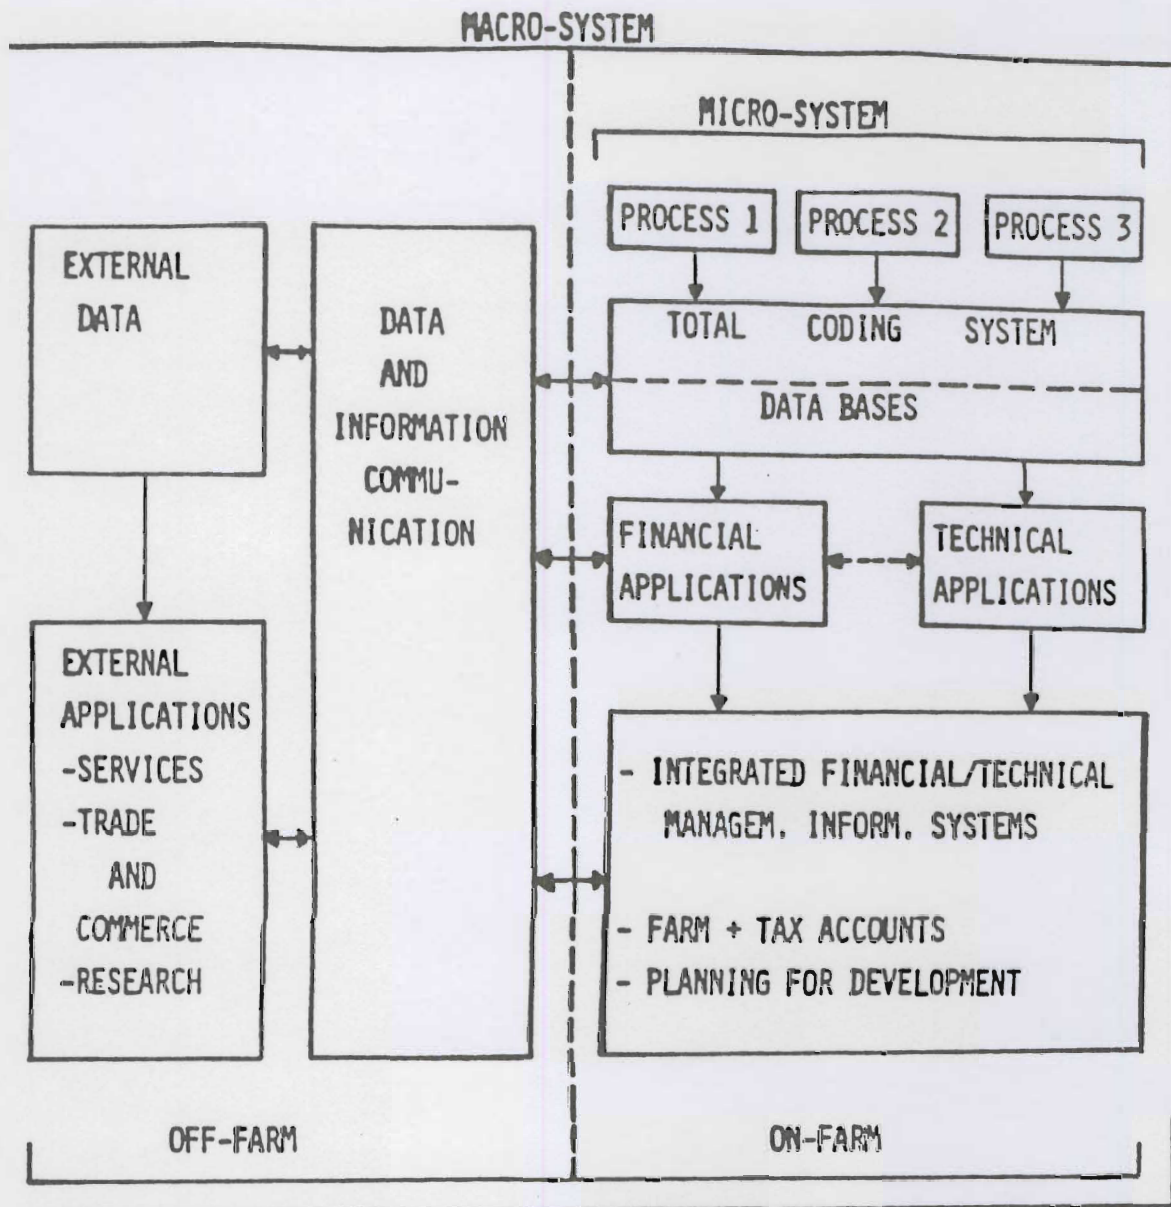 MACRO-SYSTEM
MICRO-SYSTEM
PROCESS 1
PROCESS 2
PROCESS 3
EXTERNAL
DATA
DATA
AND
INFORMATION
COMMU-
NICATION
TOTAL CODING SYSTEM
DATA BASES
FINANCIAL
APPLICATIONS
TECHNICAL
APPLICATIONS
EXTERNAL
APPLICATIONS
-SERVICES
-TRADE
AND
COMMERCE
-RESEARCH
- INTEGRATED FINANCIAL/TECHNICAL
MANAGEM. INFORM. SYSTEMS
- FARM + TAX ACCOUNTS
- PLANNING FOR DEVELOPMENT
OFF-FARM
ON-FARM